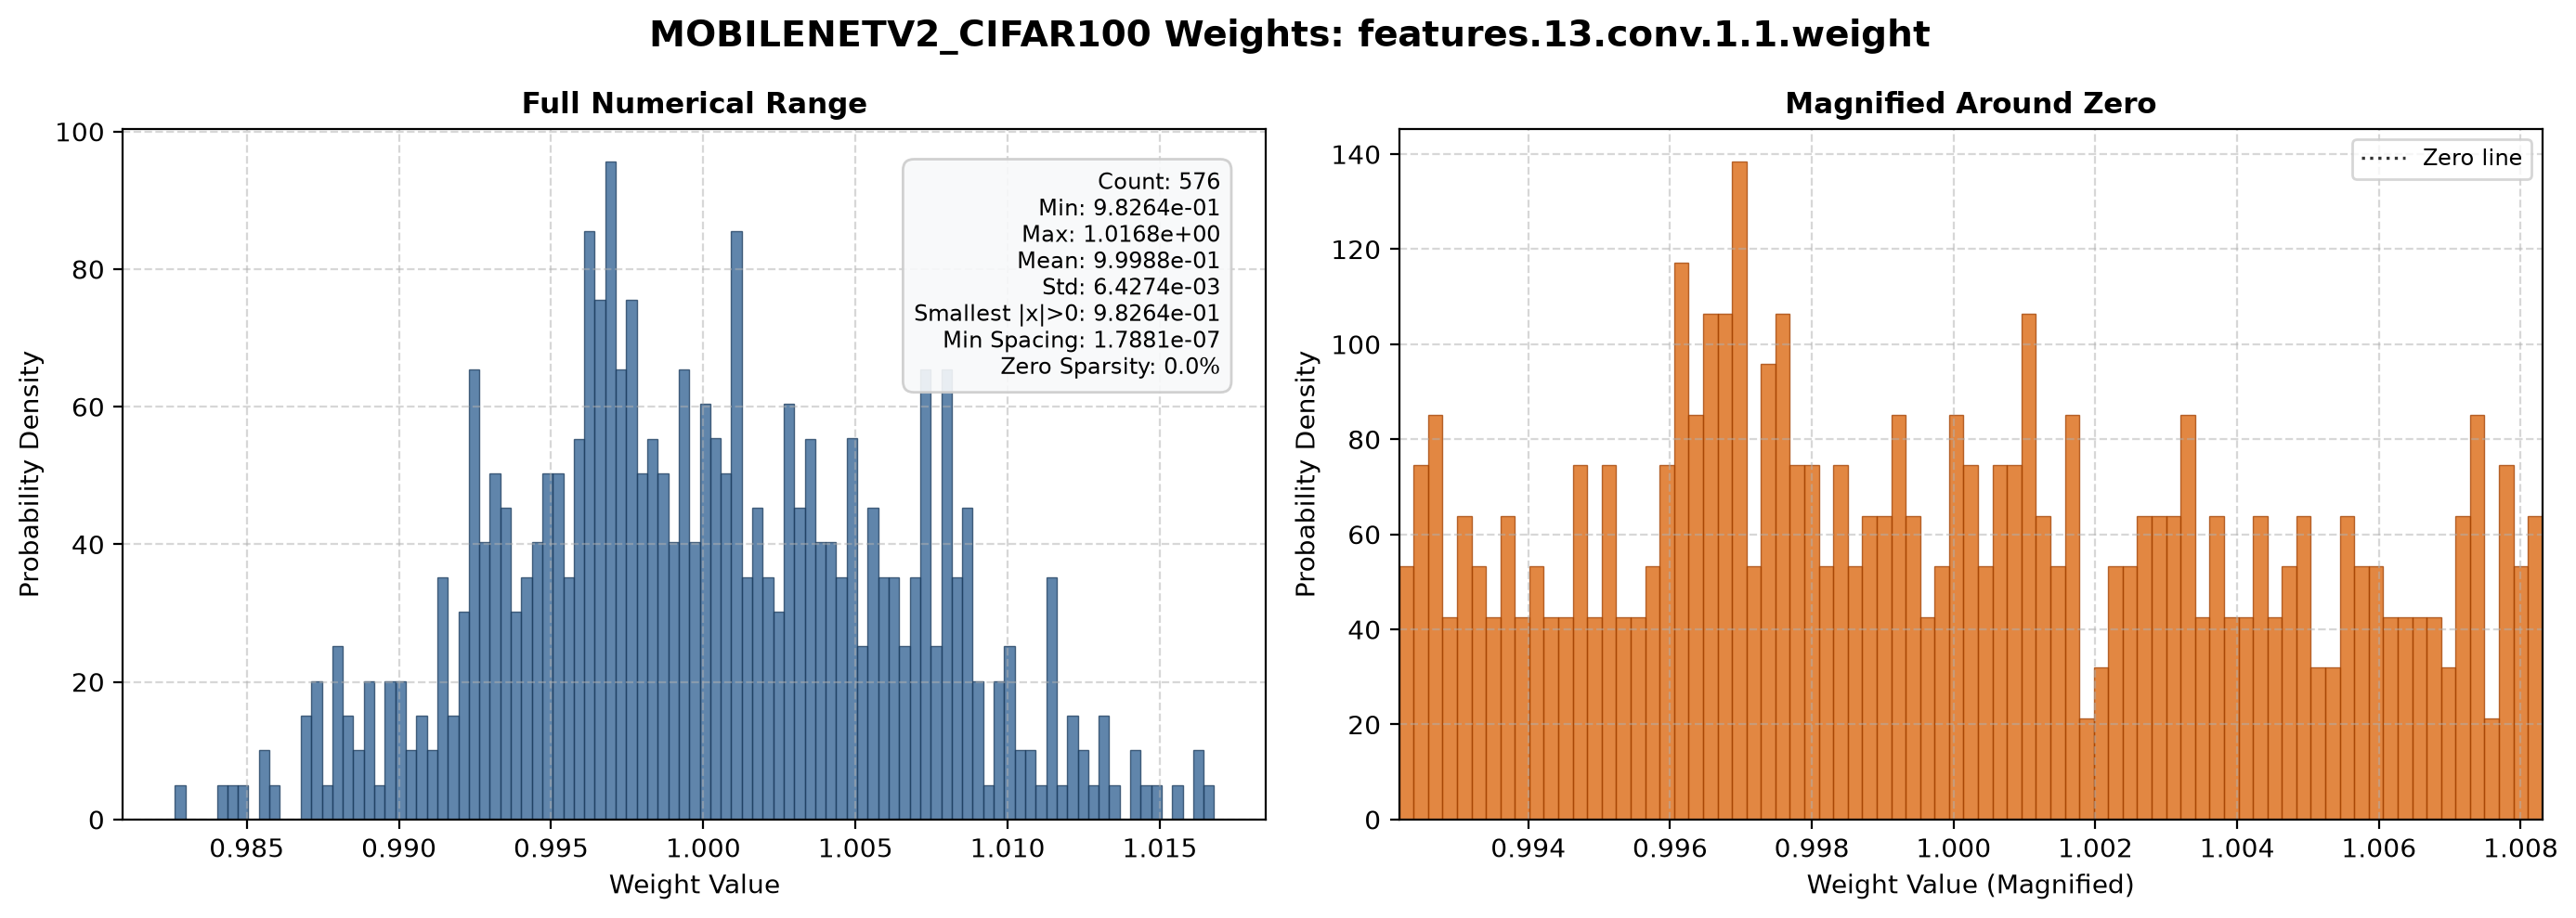 MOBILENETV2_CIFAR100 Weights: features.13.conv.1.1.weight
Full Numerical Range
Probability Density
100
80
60
40
20
0
Count: 576
Min: 9.8264e-01
Max: 1.0168e+00
Mean: 9.9988e-01
Std: 6.4274e-03
Smallest |x|>0: 9.8264e-01
Min Spacing: 1.7881e-07
Zero Sparsity: 0.0%
0.985 0.990 0.995 1.000 1.005 1.010 1.015
Weight Value
Magnified Around Zero
Probability Density
140
120
100
80
60
40
20
0
Zero line
0.994 0.996 0.998 1.000 1.002 1.004 1.006 1.008
Weight Value (Magnified)